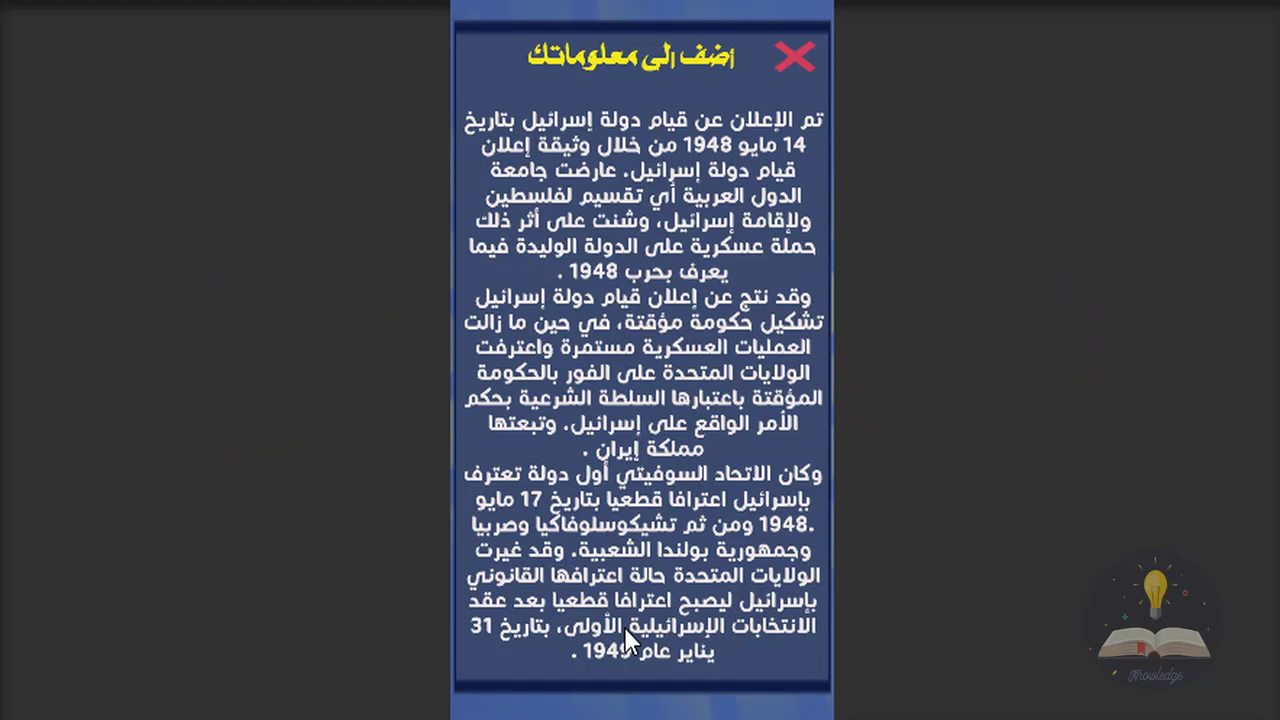 أضف إلى معلوماتك
تم الإعلان عن قيام دولة إسرائيل بتاريخ
14 مايو 1948 من خلال وثيقة إعلان
قيام دولة إسرائيل. عارضت جامعة
الدول العربية أي تقسيم لفلسطين
ولإقامة إسرائيل، وشنت على أثر ذلك
حملة عسكرية على الدولة الوليدة فيما
يعرف بحرب 1948 .
وقد نتج عن إعلان قيام دولة إسرائيل
تشكيل حكومة مؤقتة، في حين ما زالت
العمليات العسكرية مستمرة واعترفت
الولايات المتحدة على الفور بالحكومة
المؤقتة باعتبارها السلطة الشرعية بحكم
الأمر الواقع على إسرائيل. وتبعتها
مملكة إيران .
وكان الاتحاد السوفيتي أول دولة تعترف
بإسرائيل اعترافا قطعيا بتاريخ 17 مايو
.1948 ومن ثم تشيكوسلوفاكيا وصربيا
وجمهورية بولندا الشعبية. وقد غيرت
الولايات المتحدة حالة اعترافها القانوني
بإسرائيل ليصبح اعترافا قطعيا بعد عقد
الانتخابات الإسرائيلية الأولى، بتاريخ 31
يناير عام 1949 .
Knowledge